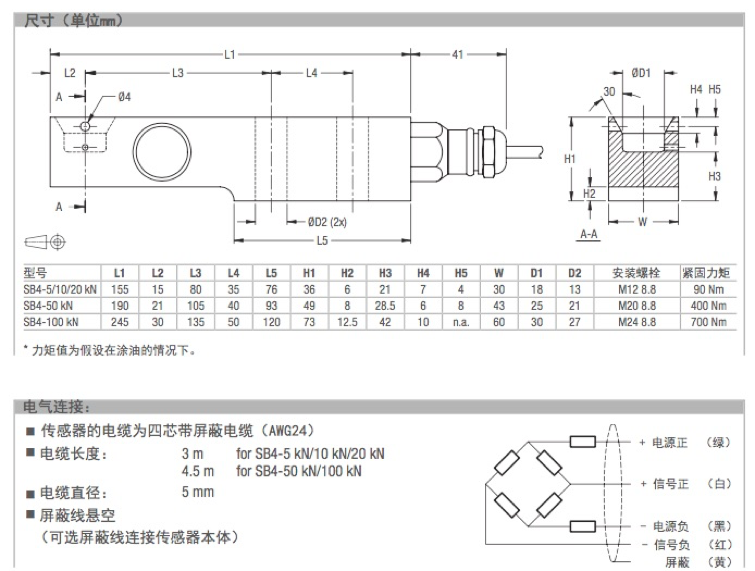 尺寸（单位mm）
L1
41
L2
L3
L4
A
Ø4
A
ØD2 (2x)
L5
ØD1
30
H4
H5
H1
H2
H3
W
A-A
型号 L1 L2 L3 L4 L5 H1 H2 H3 H4 H5 W D1 D2 安装螺栓 紧固力矩
SB4-5/10/20 kN 155 15 80 35 76 36 6 21 7 4 30 18 13 M12 8.8 90 Nm
SB4-50 kN 190 21 105 40 93 49 8 28.5 6 8 43 25 21 M20 8.8 400 Nm
SB4-100 kN 245 30 135 50 120 73 12.5 42 10 n.a. 60 30 27 M24 8.8 700 Nm
* 力矩值为假设在涂油的情况下。
电气连接：
■ 传感器的电缆为四芯带屏蔽电缆（AWG24）
■ 电缆长度： 3 m for SB4-5 kN/10 kN/20 kN
4.5 m for SB4-50 kN/100 kN
■ 电缆直径： 5 mm
■ 屏蔽线悬空
（可选屏蔽线连接传感器本体）
+ 电源正 （绿）
+ 信号正 （白）
- 电源负 （黑）
- 信号负 （红）
屏蔽 （黄）